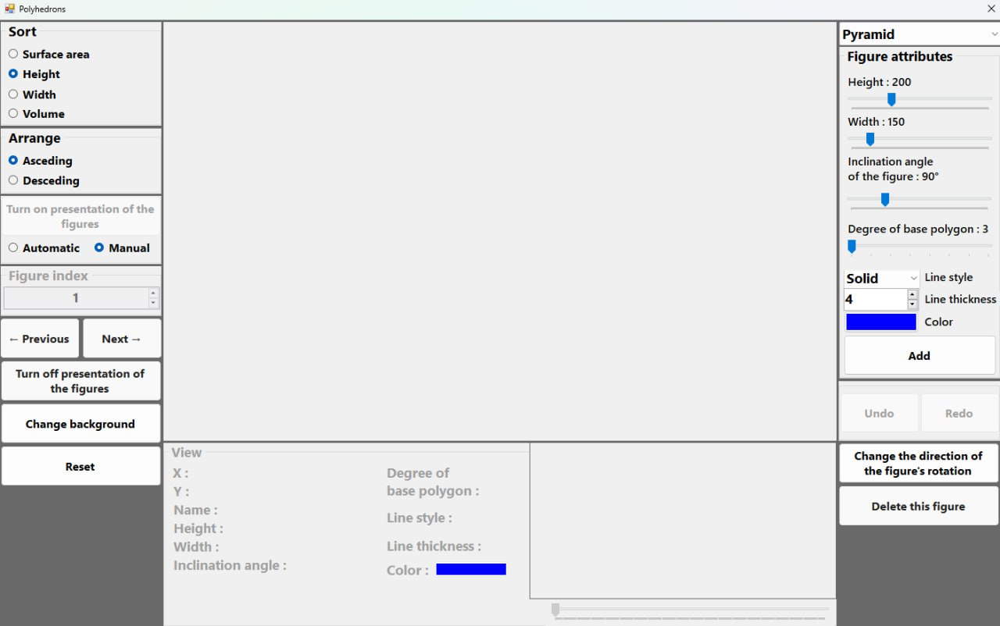 Polyhedrons
Sort
Surface area
Height
Width
Volume
Arrange
Asceding
Desceding
Turn on presentation of the
figures
Automatic
Manual
Figure index
1
← Previous
Next →
Turn off presentation of
the figures
Change background
Reset
View
X :
Y :
Name :
Height :
Width :
Inclination angle :
Degree of
base polygon :
Line style :
Line thickness :
Color :
Pyramid
Figure attributes
Height : 200
Width : 150
Inclination angle
of the figure : 90°
Degree of base polygon : 3
Solid
Line style
4
Line thickness
Color
Add
Undo
Redo
Change the direction of
the figure's rotation
Delete this figure